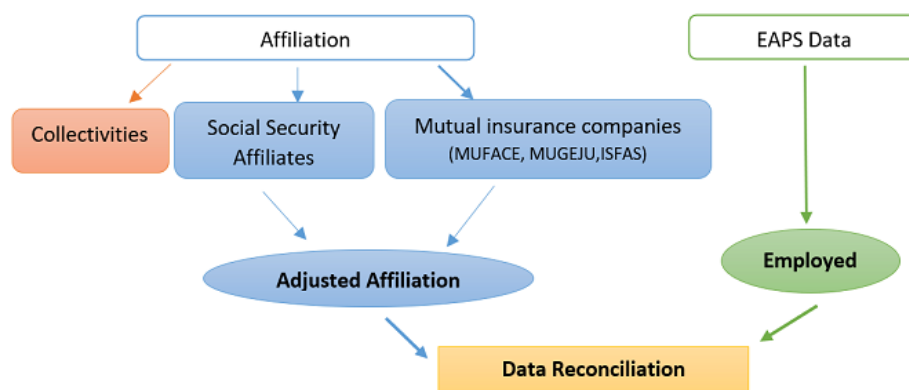 Affiliation
EAPS Data
Collectivities
Social Security
Affiliates
Mutual insurance companies
(MUFACE, MUGEJU,ISFAS)
Adjusted Affiliation
Employed
Data Reconciliation